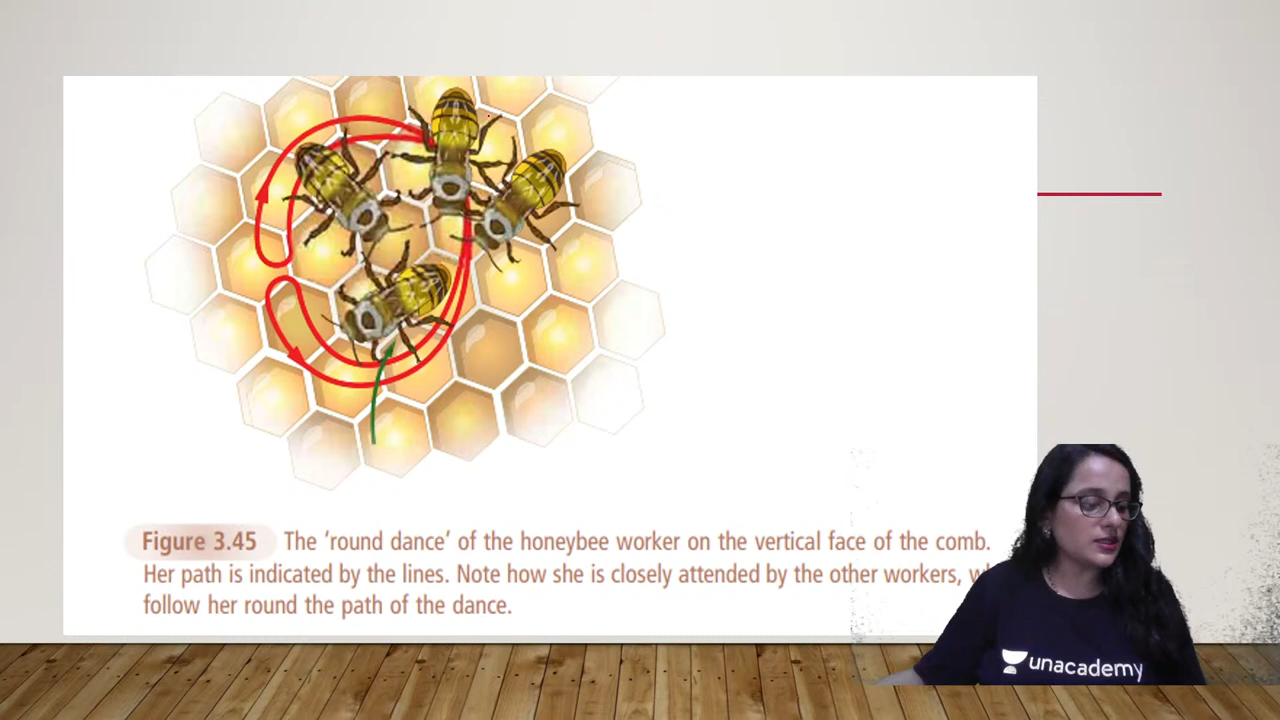 Figure 3.45 The ‘round dance’ of the honeybee worker on the vertical face of the comb.
Her path is indicated by the lines. Note how she is closely attended by the other workers,
follow her round the path of the dance.
unacademy